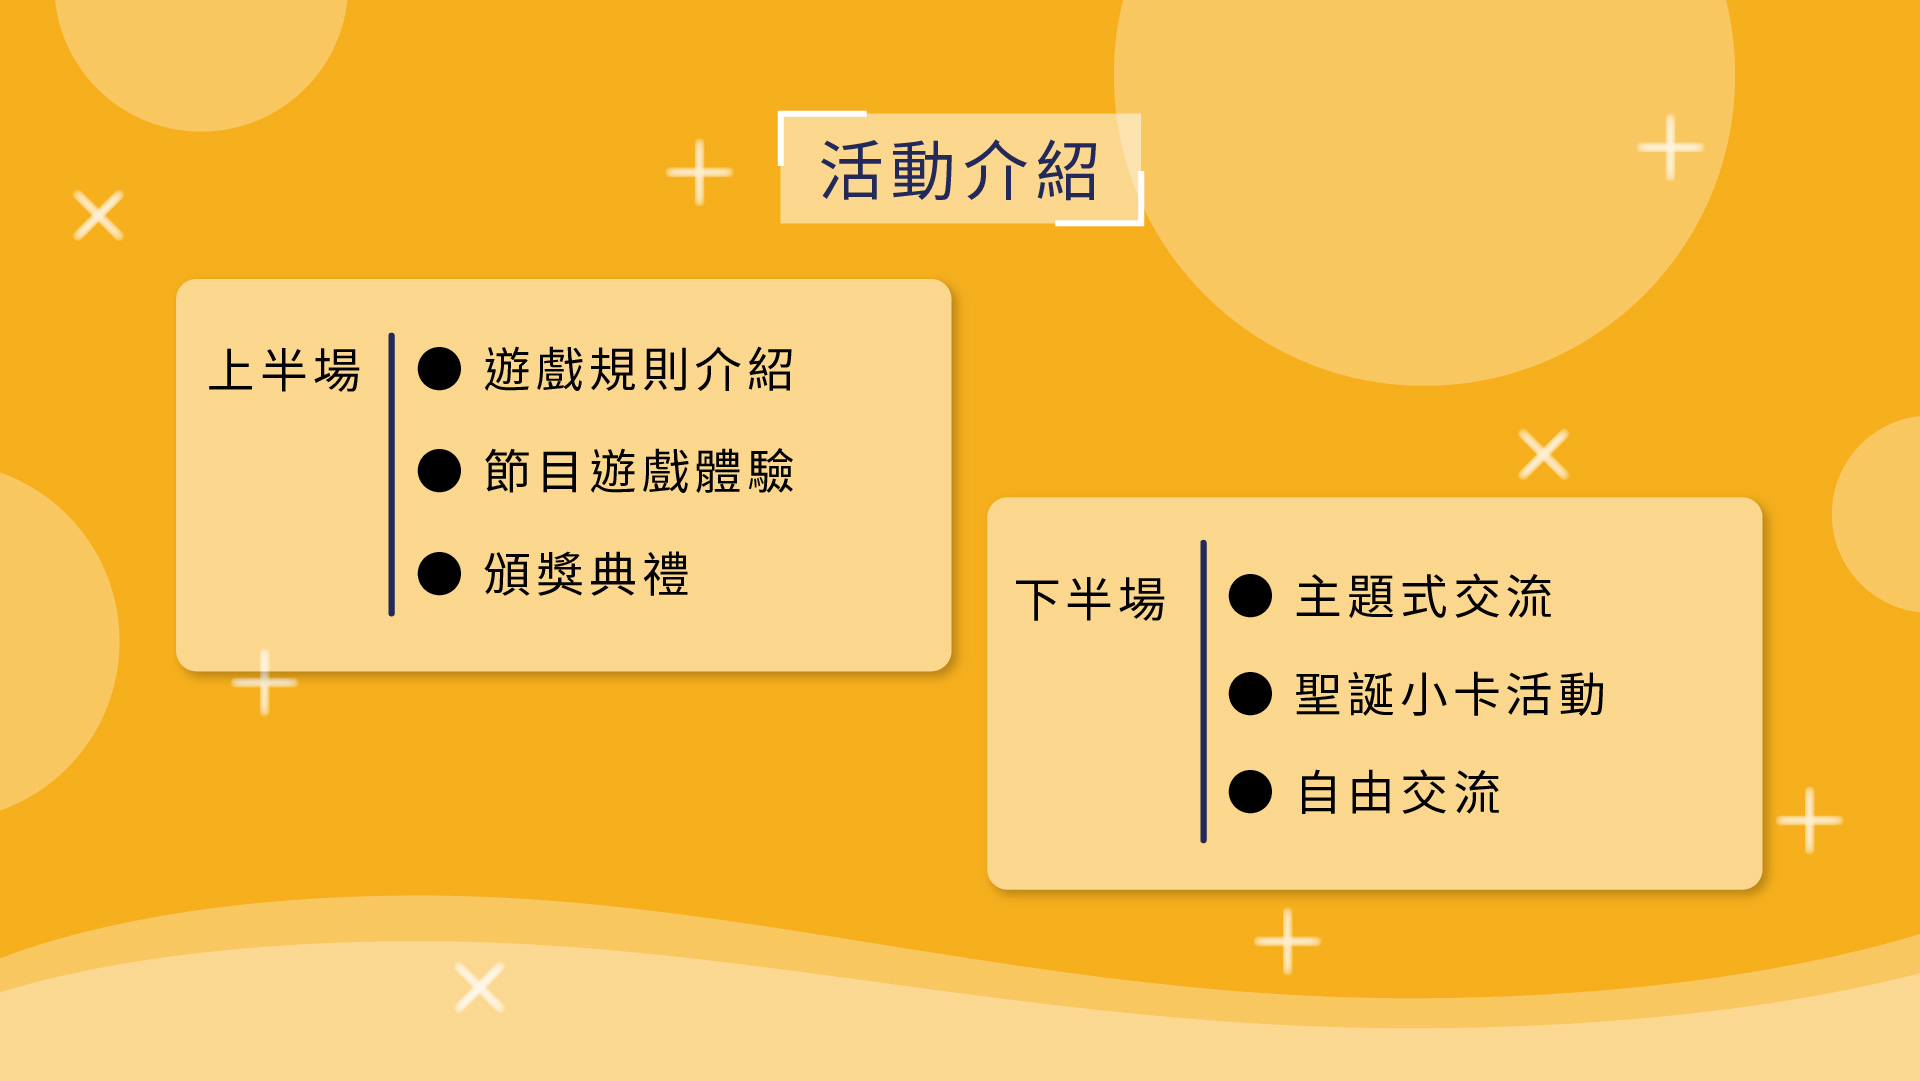 活動介紹
上半場
● 遊戲規則介紹
● 節目遊戲體驗
● 頒獎典禮
下半場
● 主題式交流
● 聖誕小卡活動
● 自由交流